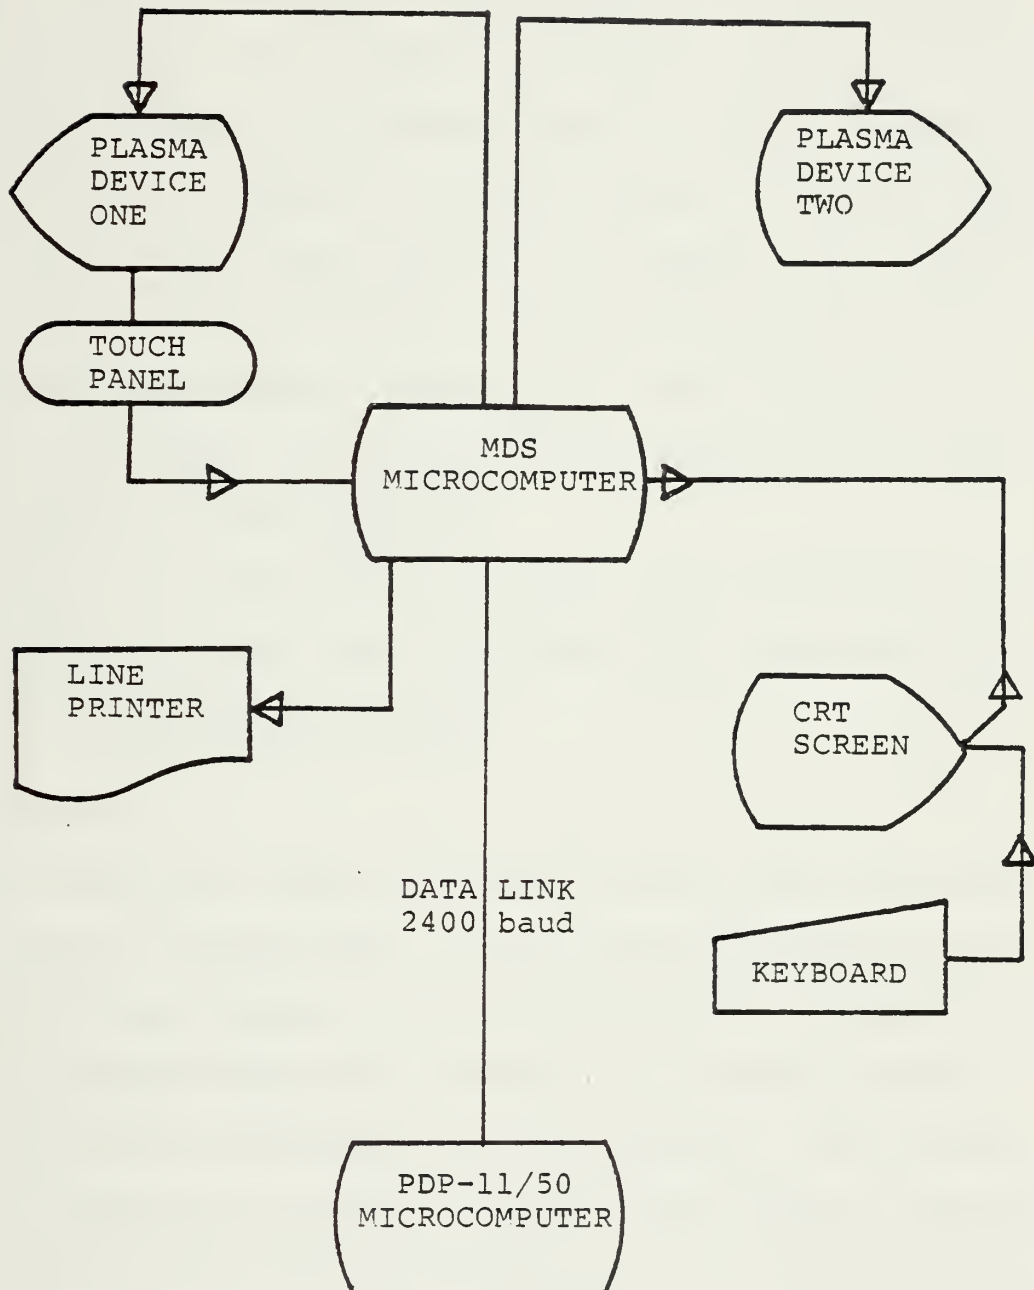 PLASMA
DEVICE
ONE
PLASMA
DEVICE
TWO
TOUCH
PANEL
MDS
MICROCOMPUTER
LINE
PRINTER
CRT
SCREEN
DATA LINK
2400 baud
KEYBOARD
PDP-11/50
MICROCOMPUTER